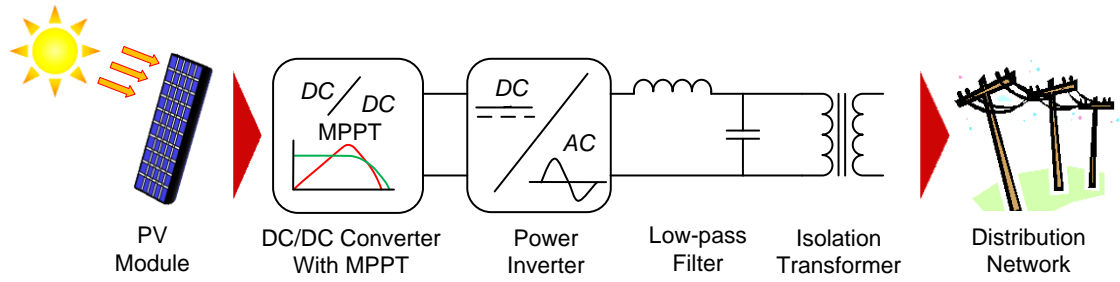 DC
DC
MPPT
DC
AC
PV
Module
DC/DC Converter
With MPPT
Power
Inverter
Low-pass
Filter
Isolation
Transformer
Distribution
Network